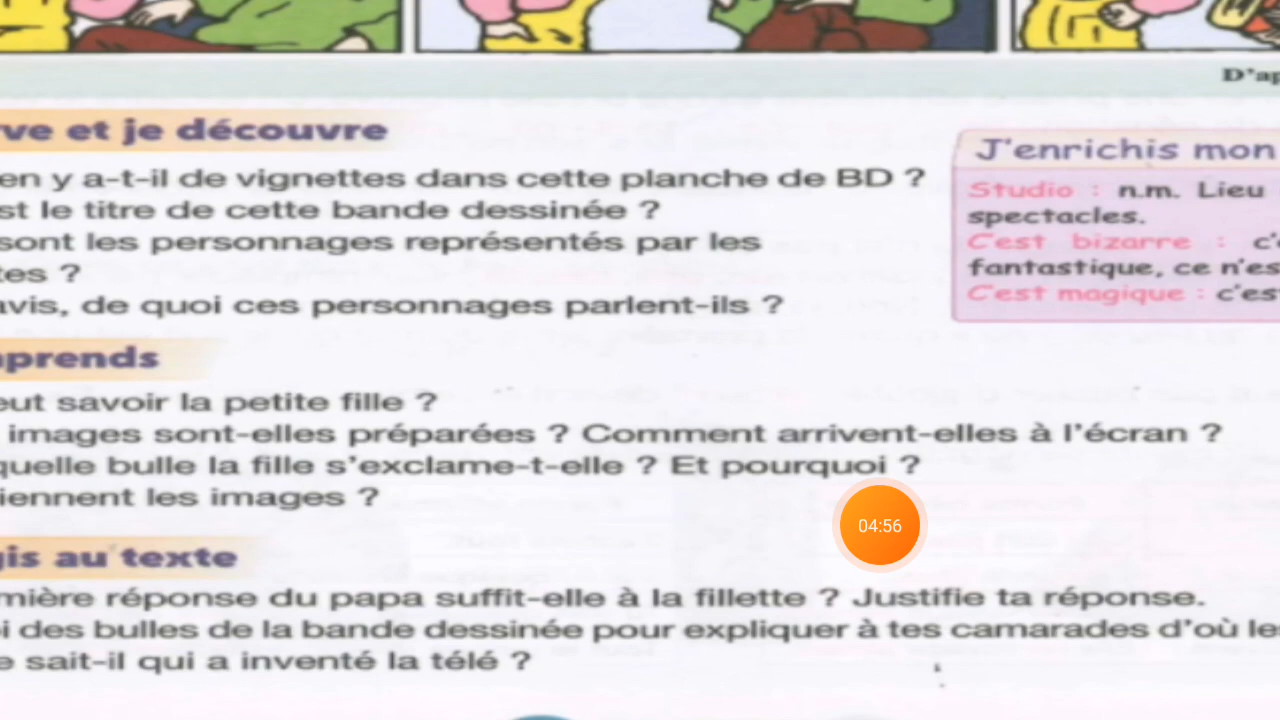 D'ap
rve et je découvre
en y a-t-il de vignettes dans cette planche de BD ?
st le titre de cette bande dessinée ?
sont les personnages représentés par les
tes ?
avis, de quoi ces personnages parlent-ils ?
J'enrichis mon
Studio : n.m. Lieu
spectacles.
C'est bizarre : c'e
fantastique, ce n'es
C'est magique : c'es
prends
eut savoir la petite fille ?
images sont-elles préparées ? Comment arrivent-elles à l'écran ?
quelle bulle la fille s'exclame-t-elle ? Et pourquoi ?
iennent les images ?
04:56
gis au texte
mière réponse du papa suffit-elle à la fillette ? Justifie ta réponse.
i des bulles de la bande dessinée pour expliquer à tes camarades d'où le
e sait-il qui a inventé la télé ?